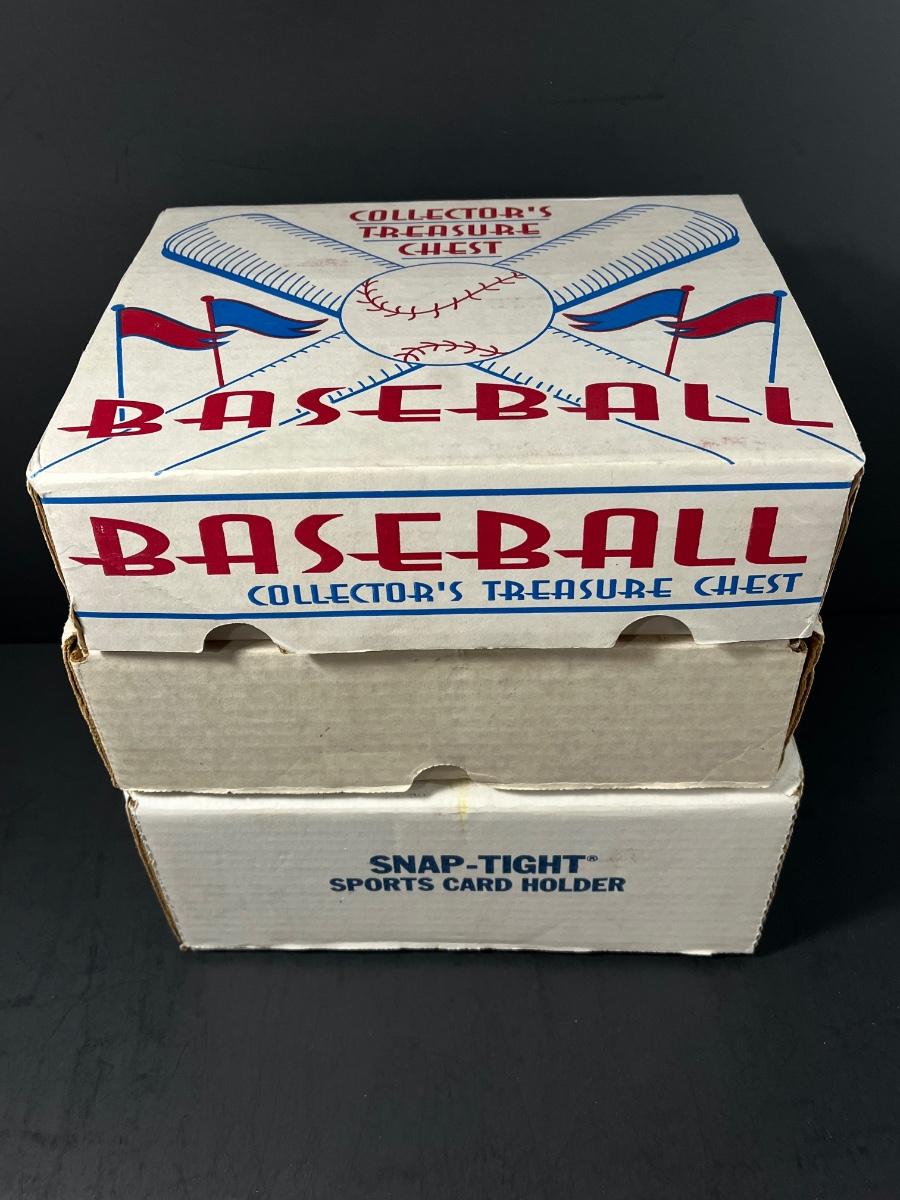 COLLECTOR'S
TREASURE
CHEST
BASEBALL
BASEBALL
COLLECTOR'S TREASURE CHEST
SNAP-TIGHT®
SPORTS CARD HOLDER